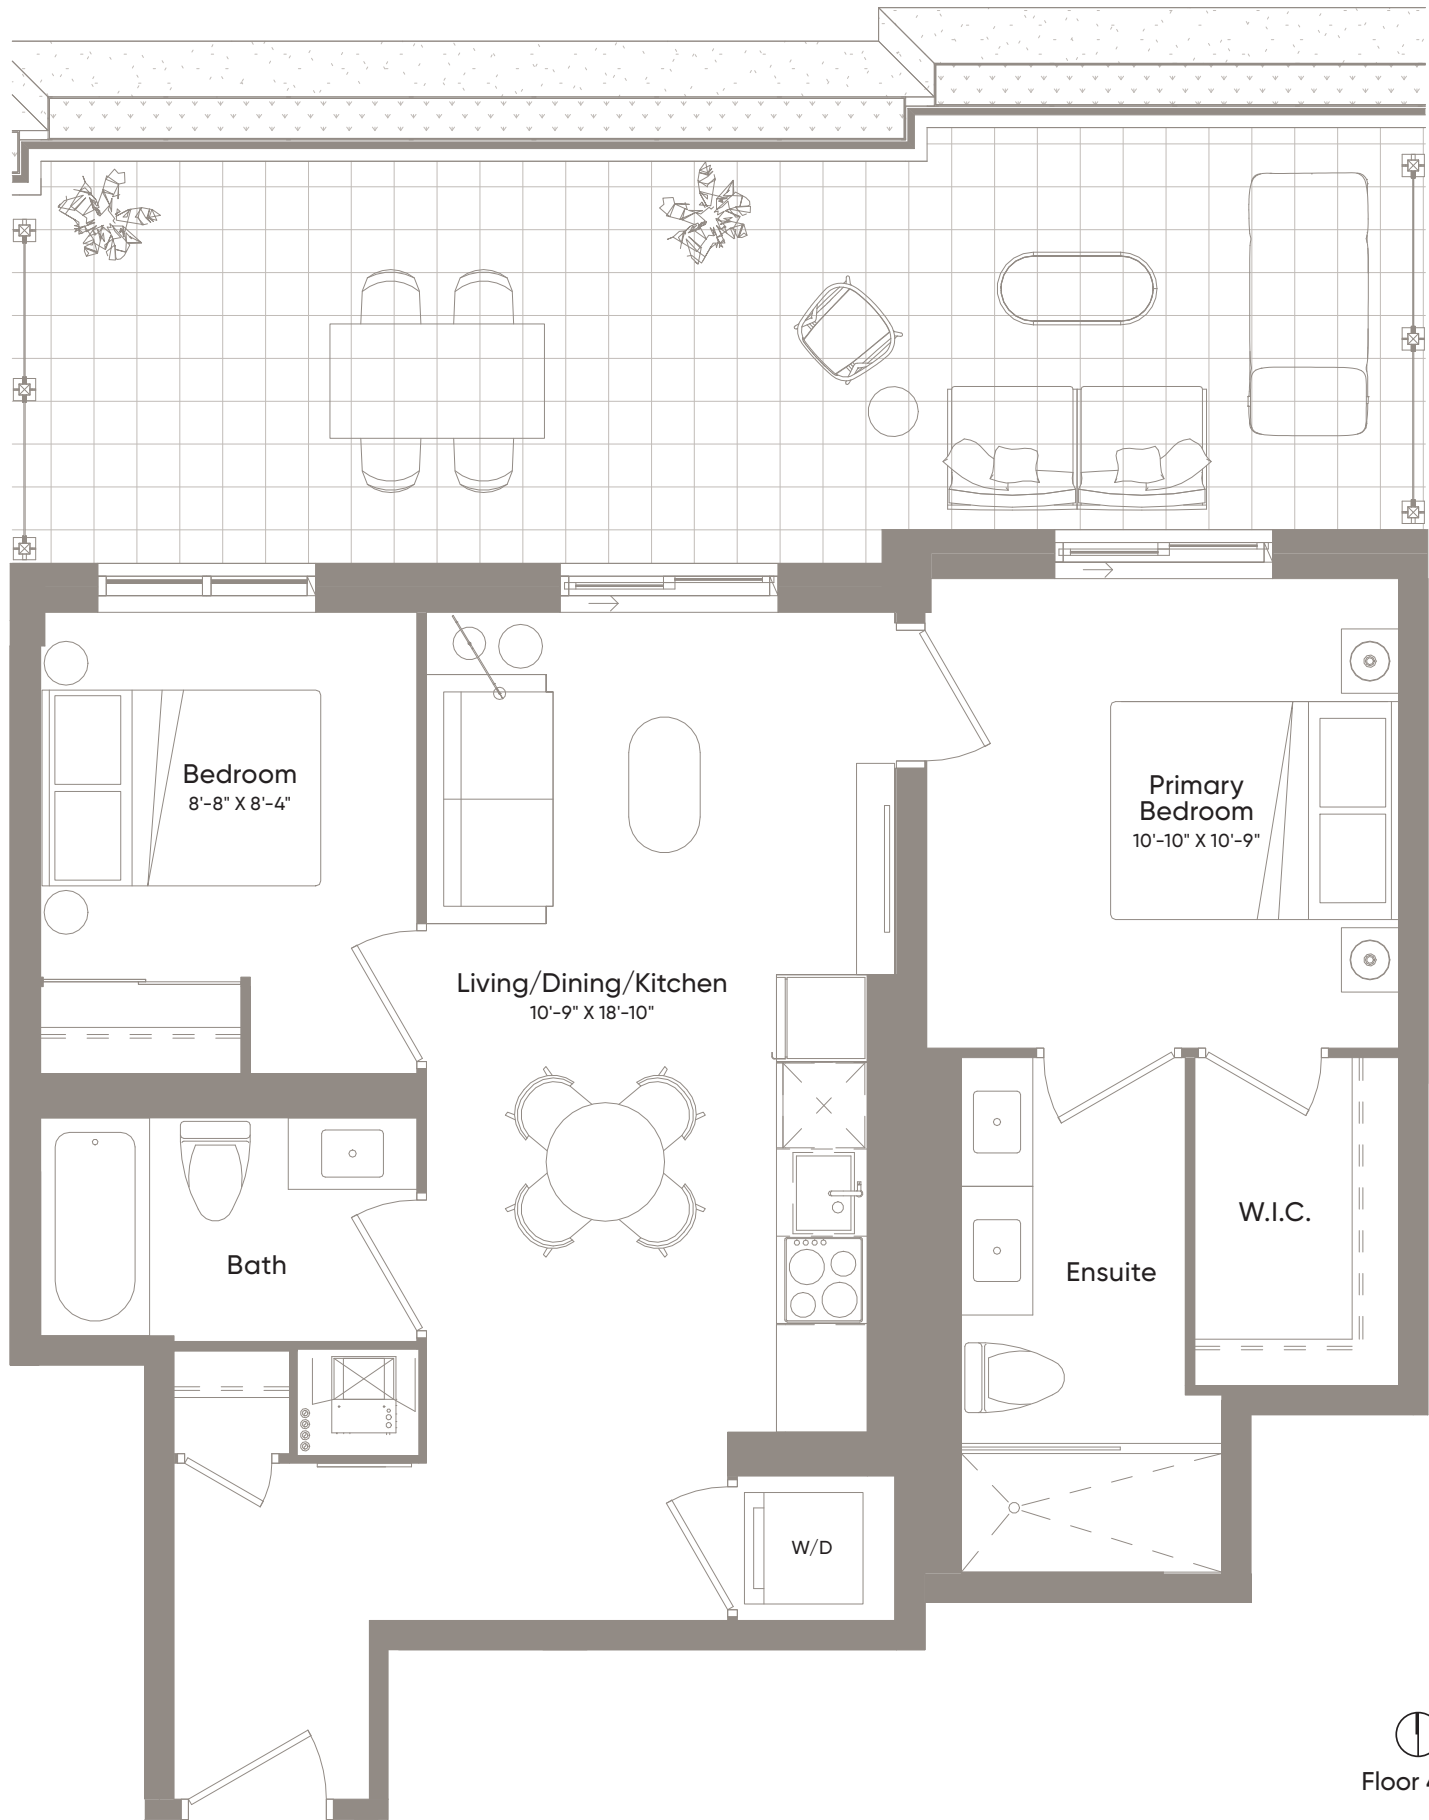 Bedroom
8'-8" X 8'-4"
Primary
Bedroom
10'-10" X 10'-9"
Living/Dining/Kitchen
10'-9" X 18'-10"
W.I.C.
Bath
Ensuite
W/D
Floor 4